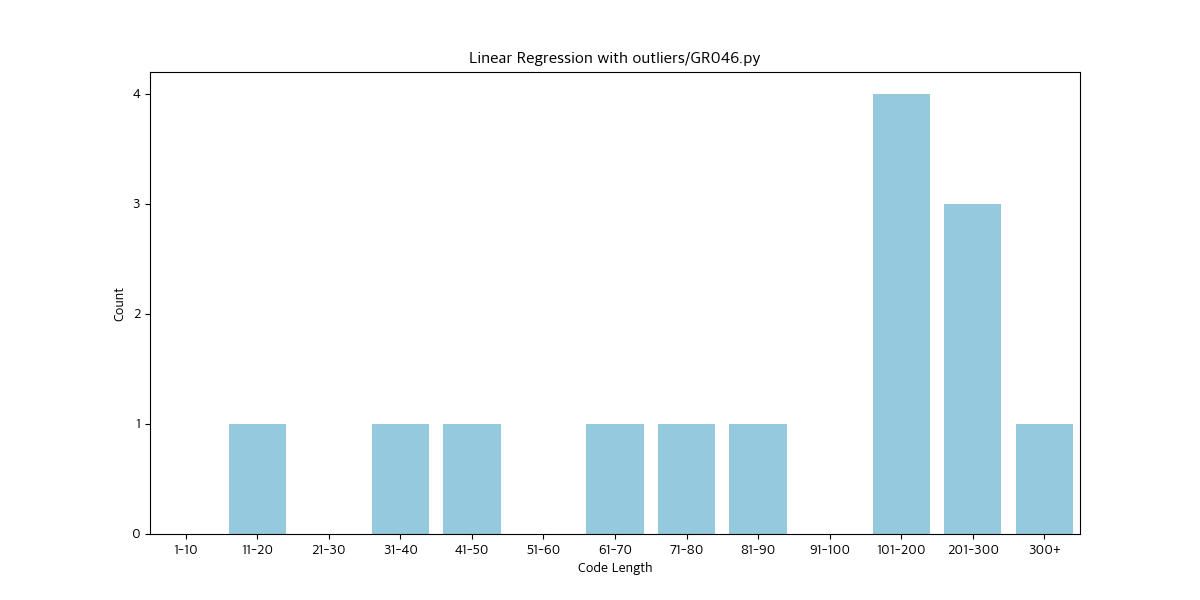 Linear Regression with outliers/GR046.py
4
3
2
1
0
Count
1-10 11-20 21-30 31-40 41-50 51-60 61-70 71-80 81-90 91-100 101-200 201-300 300+
Code Length